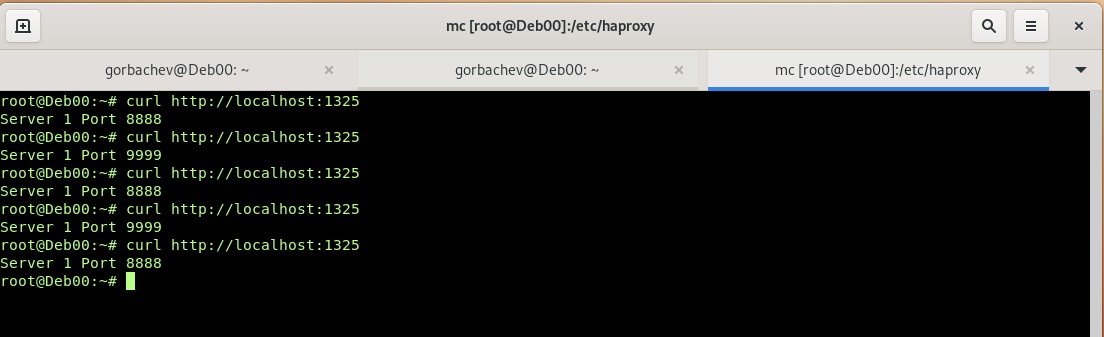 mc [root@Deb00]:/etc/haproxy
gorbachev@Deb00: ~
gorbachev@Deb00: ~
mc [root@Deb00]:/etc/haproxy
root@Deb00:~# curl http://localhost:1325
Server 1 Port 8888
root@Deb00:~# curl http://localhost:1325
Server 1 Port 9999
root@Deb00:~# curl http://localhost:1325
Server 1 Port 8888
root@Deb00:~# curl http://localhost:1325
Server 1 Port 9999
root@Deb00:~# curl http://localhost:1325
Server 1 Port 8888
root@Deb00:~#